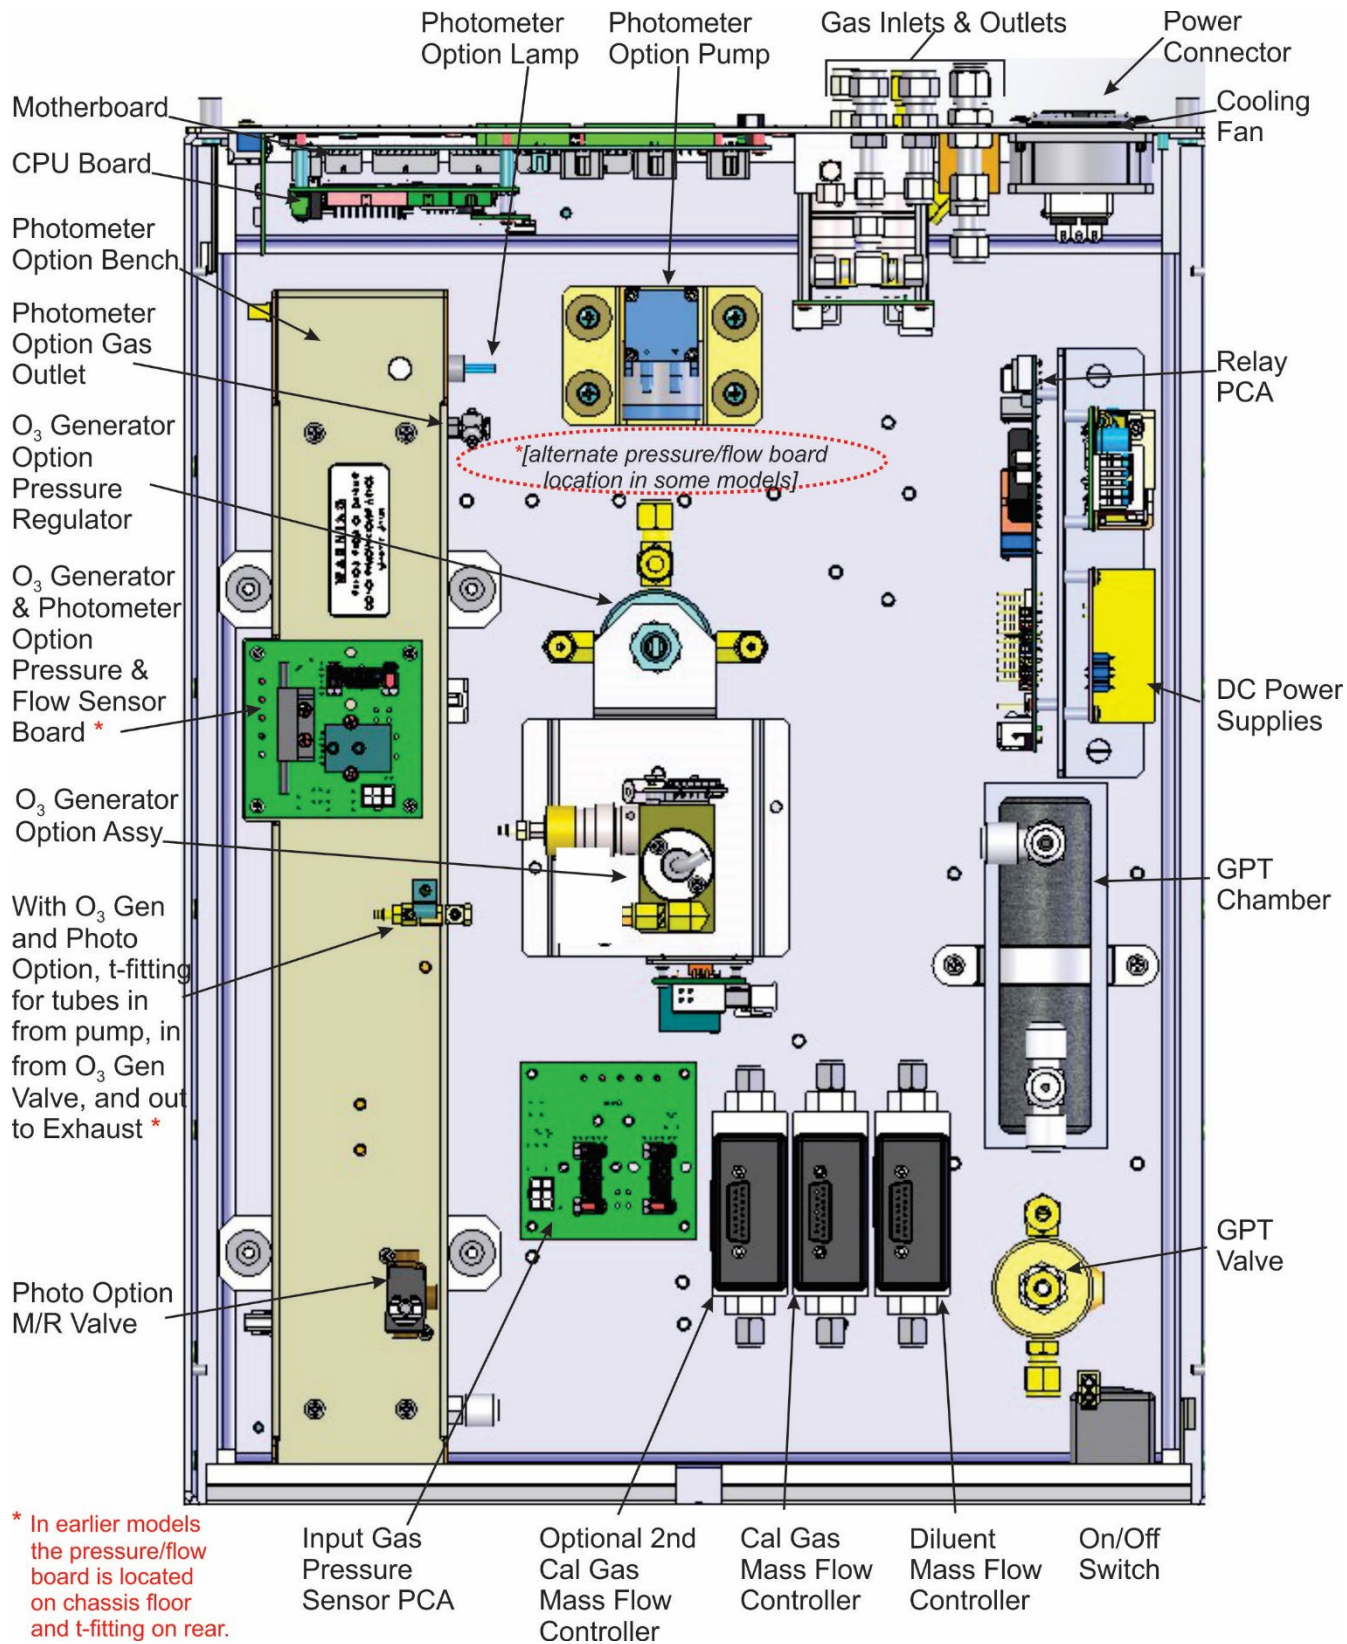 Photometer
Option Lamp
Photometer
Option Pump
Gas Inlets & Outlets
Power
Connector
Cooling
Fan
Motherboard
CPU Board
Photometer
Option Bench
Photometer
Option Gas
Outlet
O₃ Generator
Option
Pressure
Regulator
O₃ Generator
& Photometer
Option
Pressure &
Flow Sensor
Board *
O₃ Generator
Option Assy
With O₃ Gen
and Photo
Option, t-fitting
for tubes in
from pump, in
from O₃ Gen
Valve, and out
to Exhaust *
Photo Option
M/R Valve
*[alternate pressure/flow board
location in some models]
WARNING
Relay
PCA
DC Power
Supplies
GPT
Chamber
GPT
Valve
* In earlier models
the pressure/flow
board is located
on chassis floor
and t-fitting on rear.
Input Gas
Pressure
Sensor PCA
Optional 2nd
Cal Gas
Mass Flow
Controller
Cal Gas
Mass Flow
Controller
Diluent
Mass Flow
Controller
On/Off
Switch